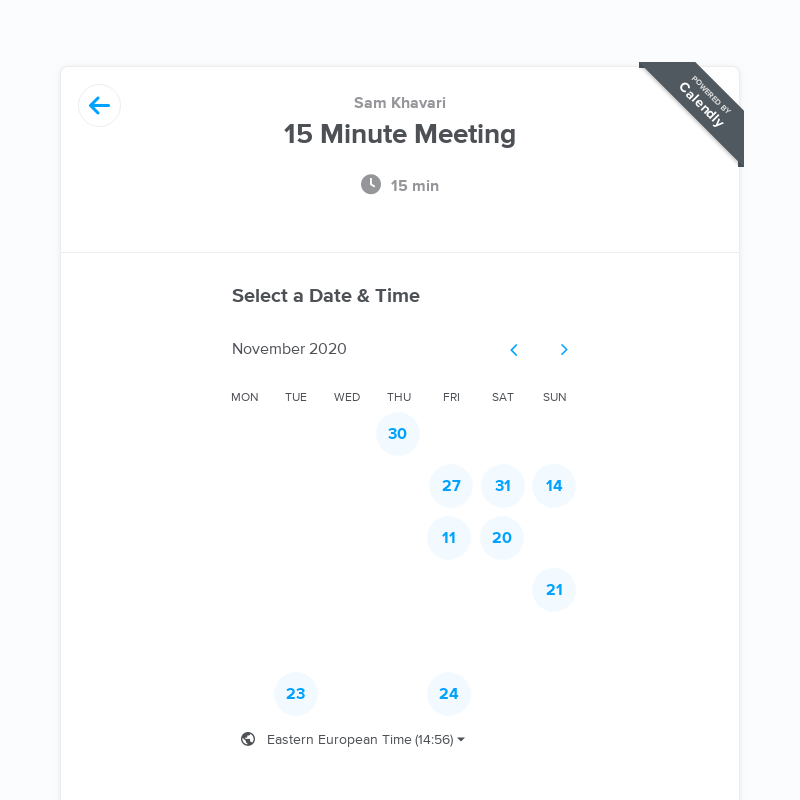 POWERED BY
Calendly
Sam Khavari
15 Minute Meeting
15 min
Select a Date & Time
November 2020
MON TUE WED THU FRI SAT SUN
30
27 31 14
11 20
21
23 24
Eastern European Time (14:56)